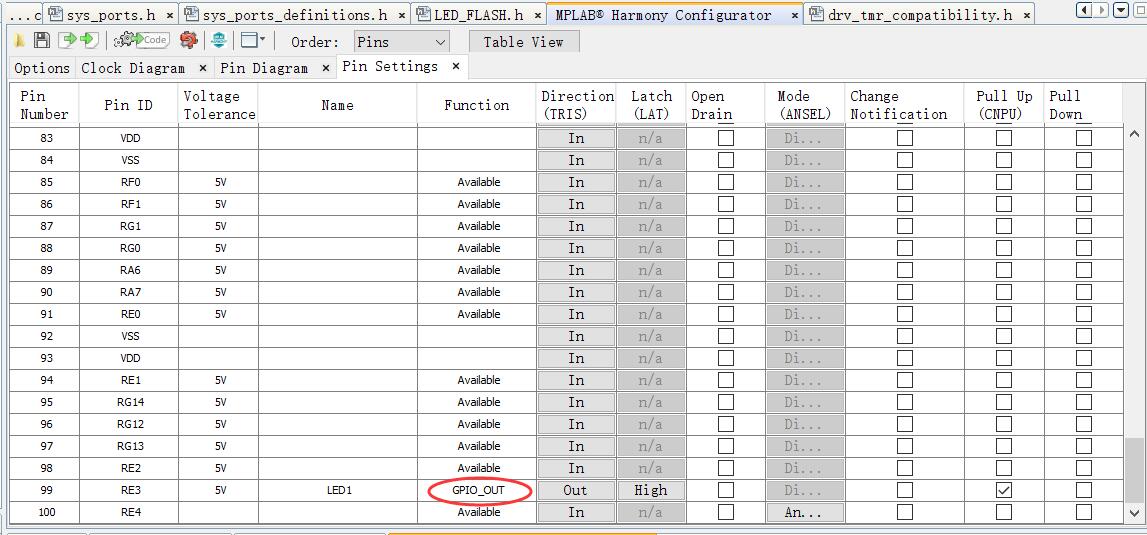 ...c sys_ports.h × sys_ports_definitions.h × LED_FLASH.h × MPLAB® Harmony Configurator × drv_tmr_compatibility.h ×
Code Order: Pins Table View
Options Clock Diagram × Pin Diagram × Pin Settings ×
Pin Number Pin ID Voltage Tolerance Name Function Direction (TRIS) Latch (LAT) Open Drain Mode (ANSEL) Change Notification Pull Up (CNPU) Pull Down
83 VDD In n/a Di...
84 VSS In n/a Di...
85 RF0 5V Available In n/a Di...
86 RF1 5V Available In n/a Di...
87 RG1 5V Available In n/a Di...
88 RG0 5V Available In n/a Di...
89 RA6 5V Available In n/a Di...
90 RA7 5V Available In n/a Di...
91 RE0 5V Available In n/a Di...
92 VSS In n/a Di...
93 VDD In n/a Di...
94 RE1 5V Available In n/a Di...
95 RG14 5V Available In n/a Di...
96 RG12 5V Available In n/a Di...
97 RG13 5V Available In n/a Di...
98 RE2 5V Available In n/a Di...
99 RE3 5V LED1 GPIO_OUT Out High Di...
100 RE4 Available In n/a An...